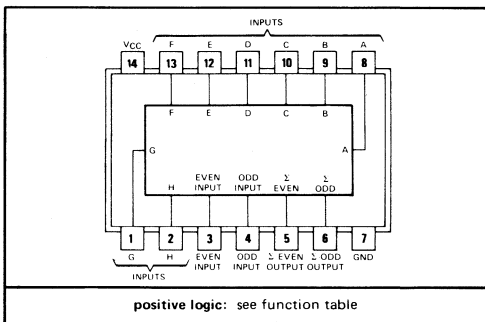 INPUTS
VCC F E D C B A
14 13 12 11 10 9 8
F E D C B
G A
H EVEN INPUT ODD INPUT Σ EVEN Σ ODD
1 2 3 4 5 6 7
G H EVEN INPUT ODD INPUT Σ EVEN OUTPUT Σ ODD OUTPUT GND
INPUTS
positive logic: see function table